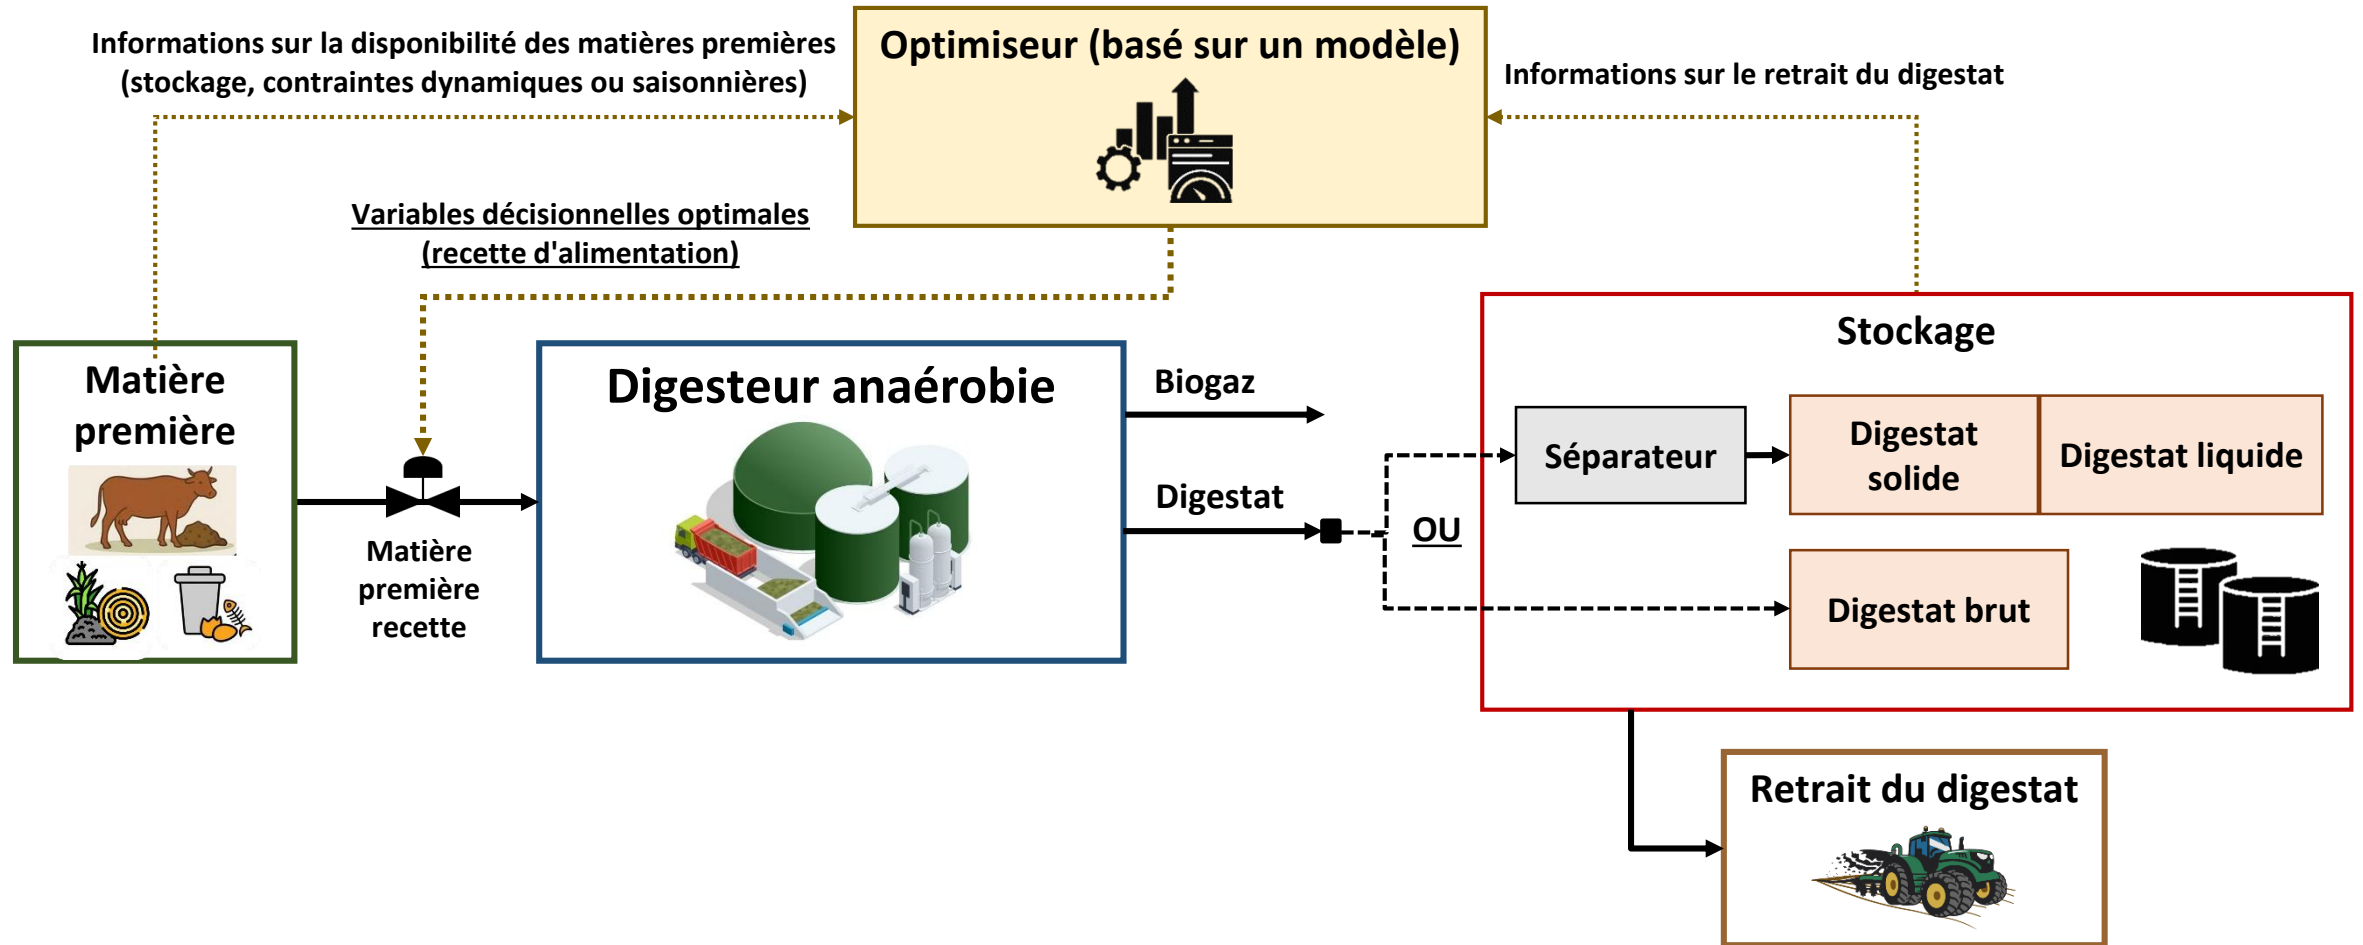 Informations sur la disponibilité des matières premières
(stockage, contraintes dynamiques ou saisonnières)
Optimiseur (basé sur un modèle)
Informations sur le retrait du digestat
Variables décisionnelles optimales
(recette d'alimentation)
Matière
première
Matière
première
recette
Digesteur anaérobie
Biogaz
Digestat
OU
Stockage
Séparateur
Digestat
solide
Digestat liquide
Digestat brut
Retrait du digestat